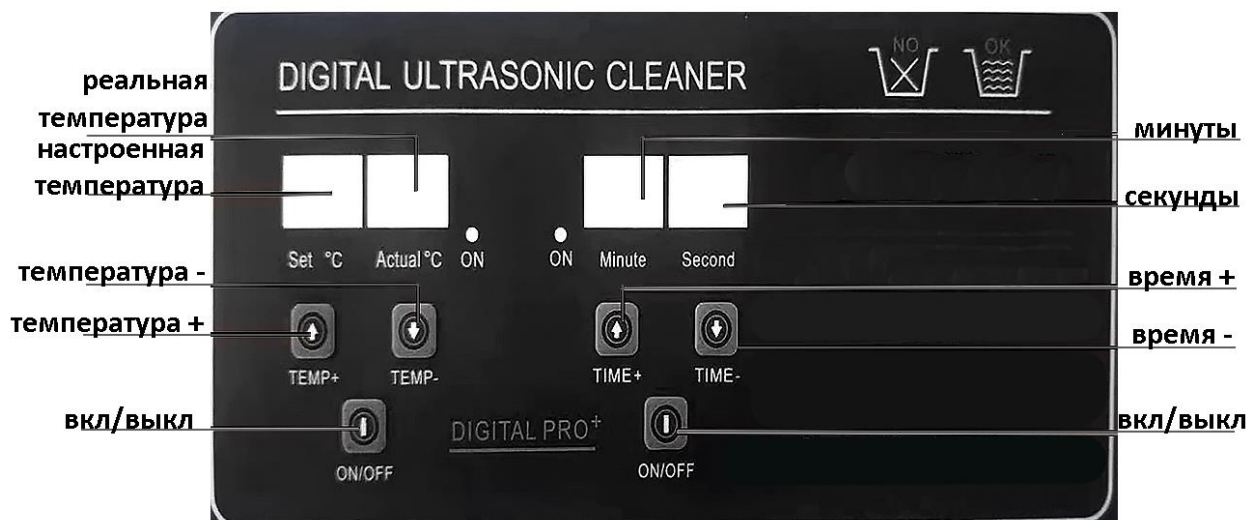 NO
OK
DIGITAL ULTRASONIC CLEANER
реальная
температура
настроенная
температура
минуты
секунды
Set °C
Actual °C
ON
ON
Minute
Second
температура -
температура +
время +
время -
TEMP+
TEMP-
TIME+
TIME-
вкл/выкл
DIGITAL PRO+
вкл/выкл
ON/OFF
ON/OFF